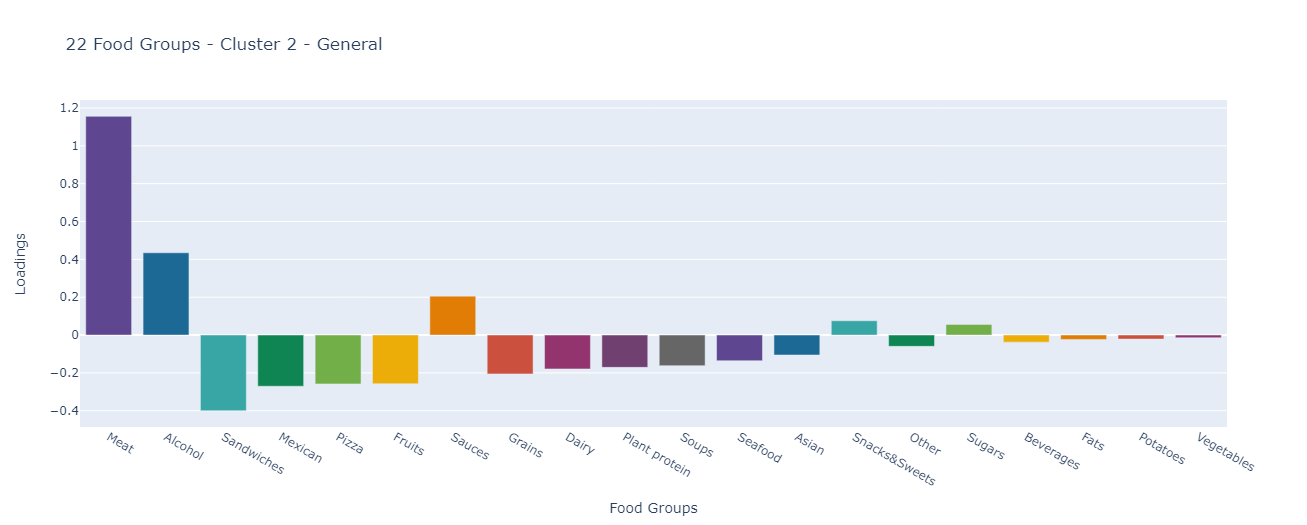 22 Food Groups - Cluster 2 - General
1.2
1
0.8
0.6
0.4
0.2
0
−0.2
−0.4
Loadings
Meat
Alcohol
Sandwiches
Mexican
Pizza
Fruits
Sauces
Grains
Dairy
Plant protein
Soups
Seafood
Asian
Snacks&Sweets
Other
Sugars
Beverages
Fats
Potatoes
Vegetables
Food Groups